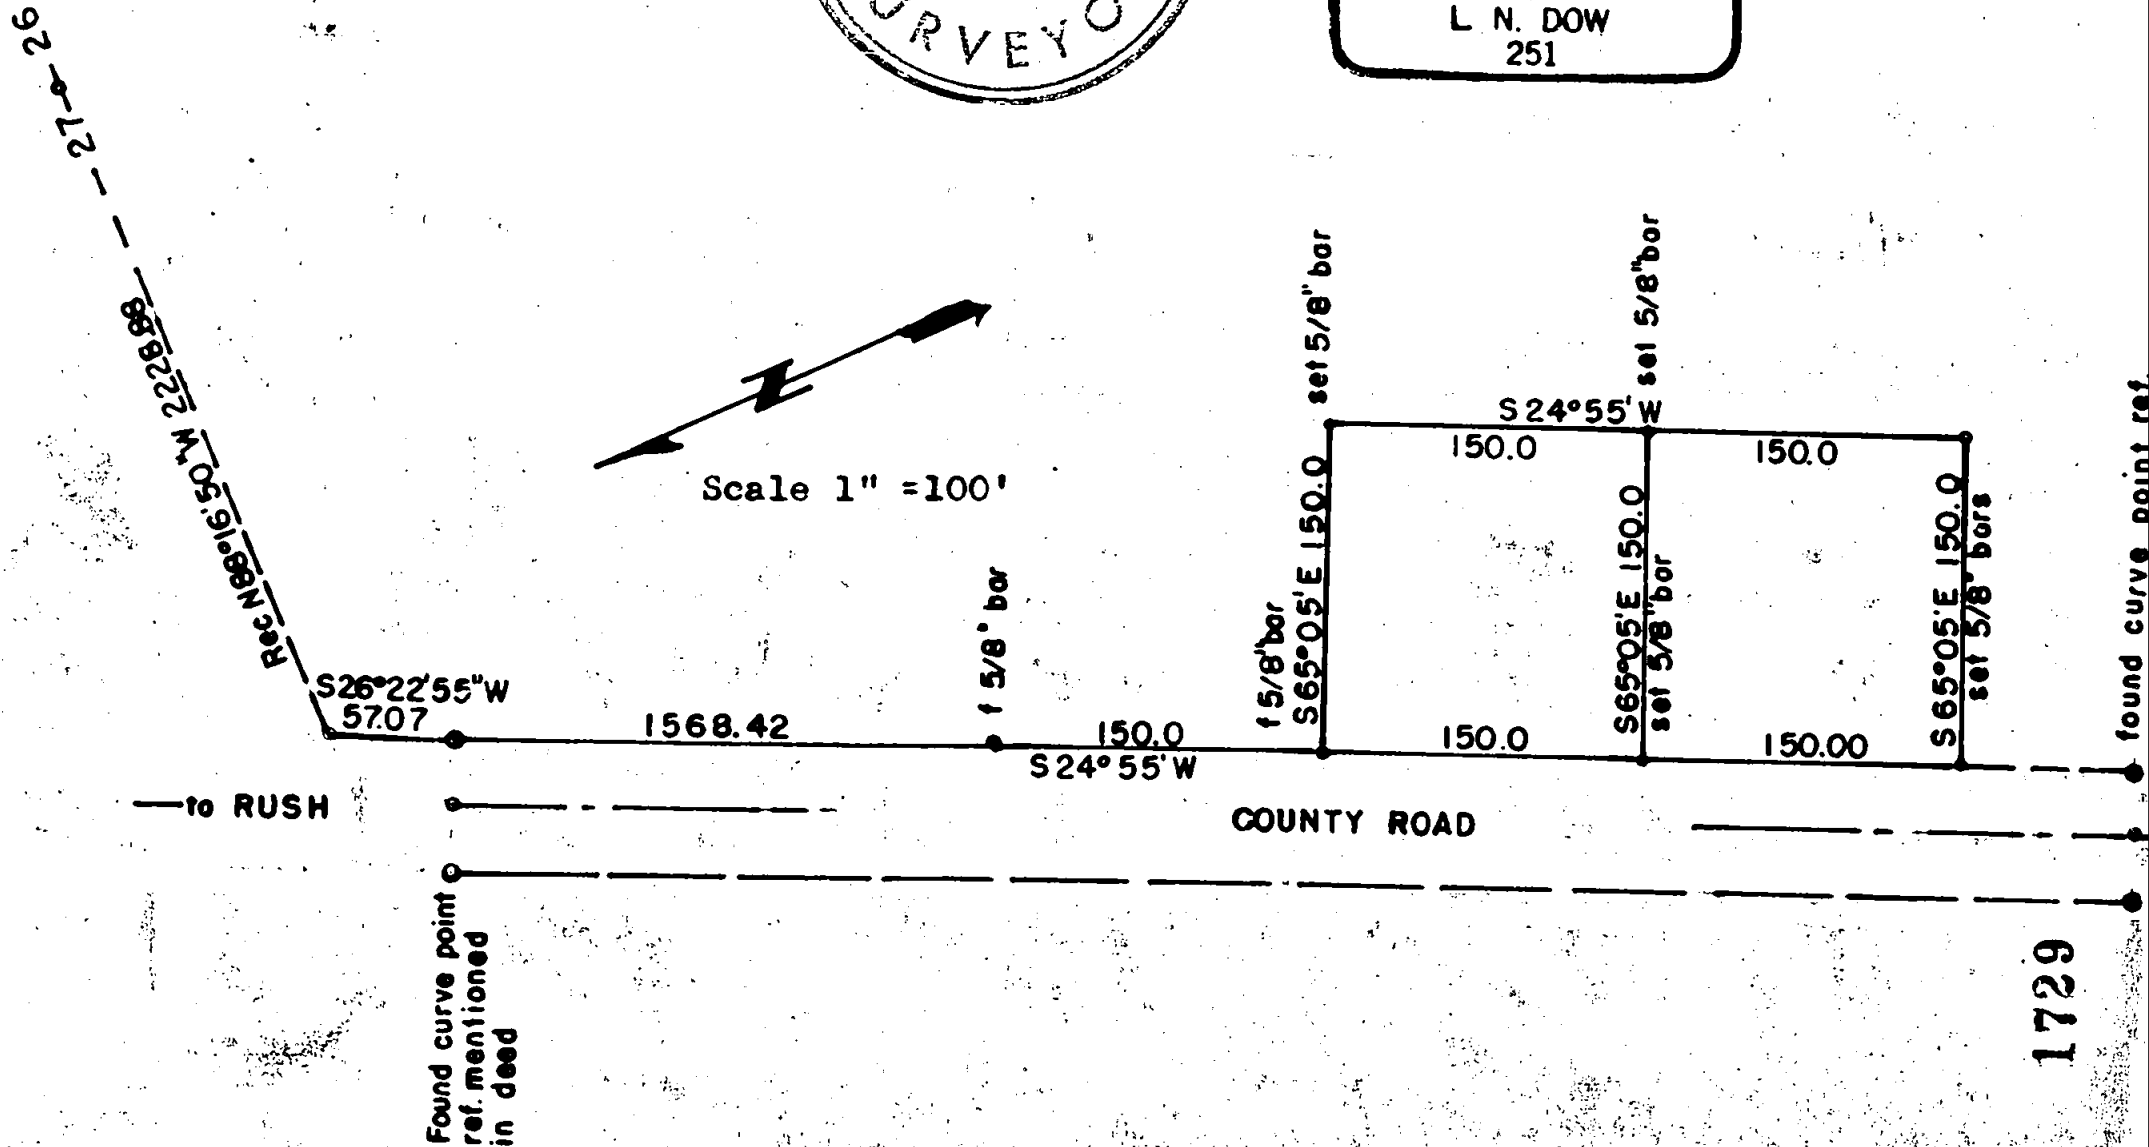 SURVEYO
L N. DOW
251
26
27
Rec N88°16'50"W 2228.88
set 5/8" bar
set 5/8" bar
S24°55'W
150.0
150.0
Scale 1" =100'
f 5/8" bar
f 5/8" bar
S65°05'E 150.0
S65°05'E 150.0
set 5/8" bar
S65°05'E 150.0
set 5/8" bars
found curve point ref.
S26°22'55"W
57.07
1568.42
150.0
S24°55'W
150.0
150.00
to RUSH
COUNTY ROAD
Found curve point
ref. mentioned
in deed
1729